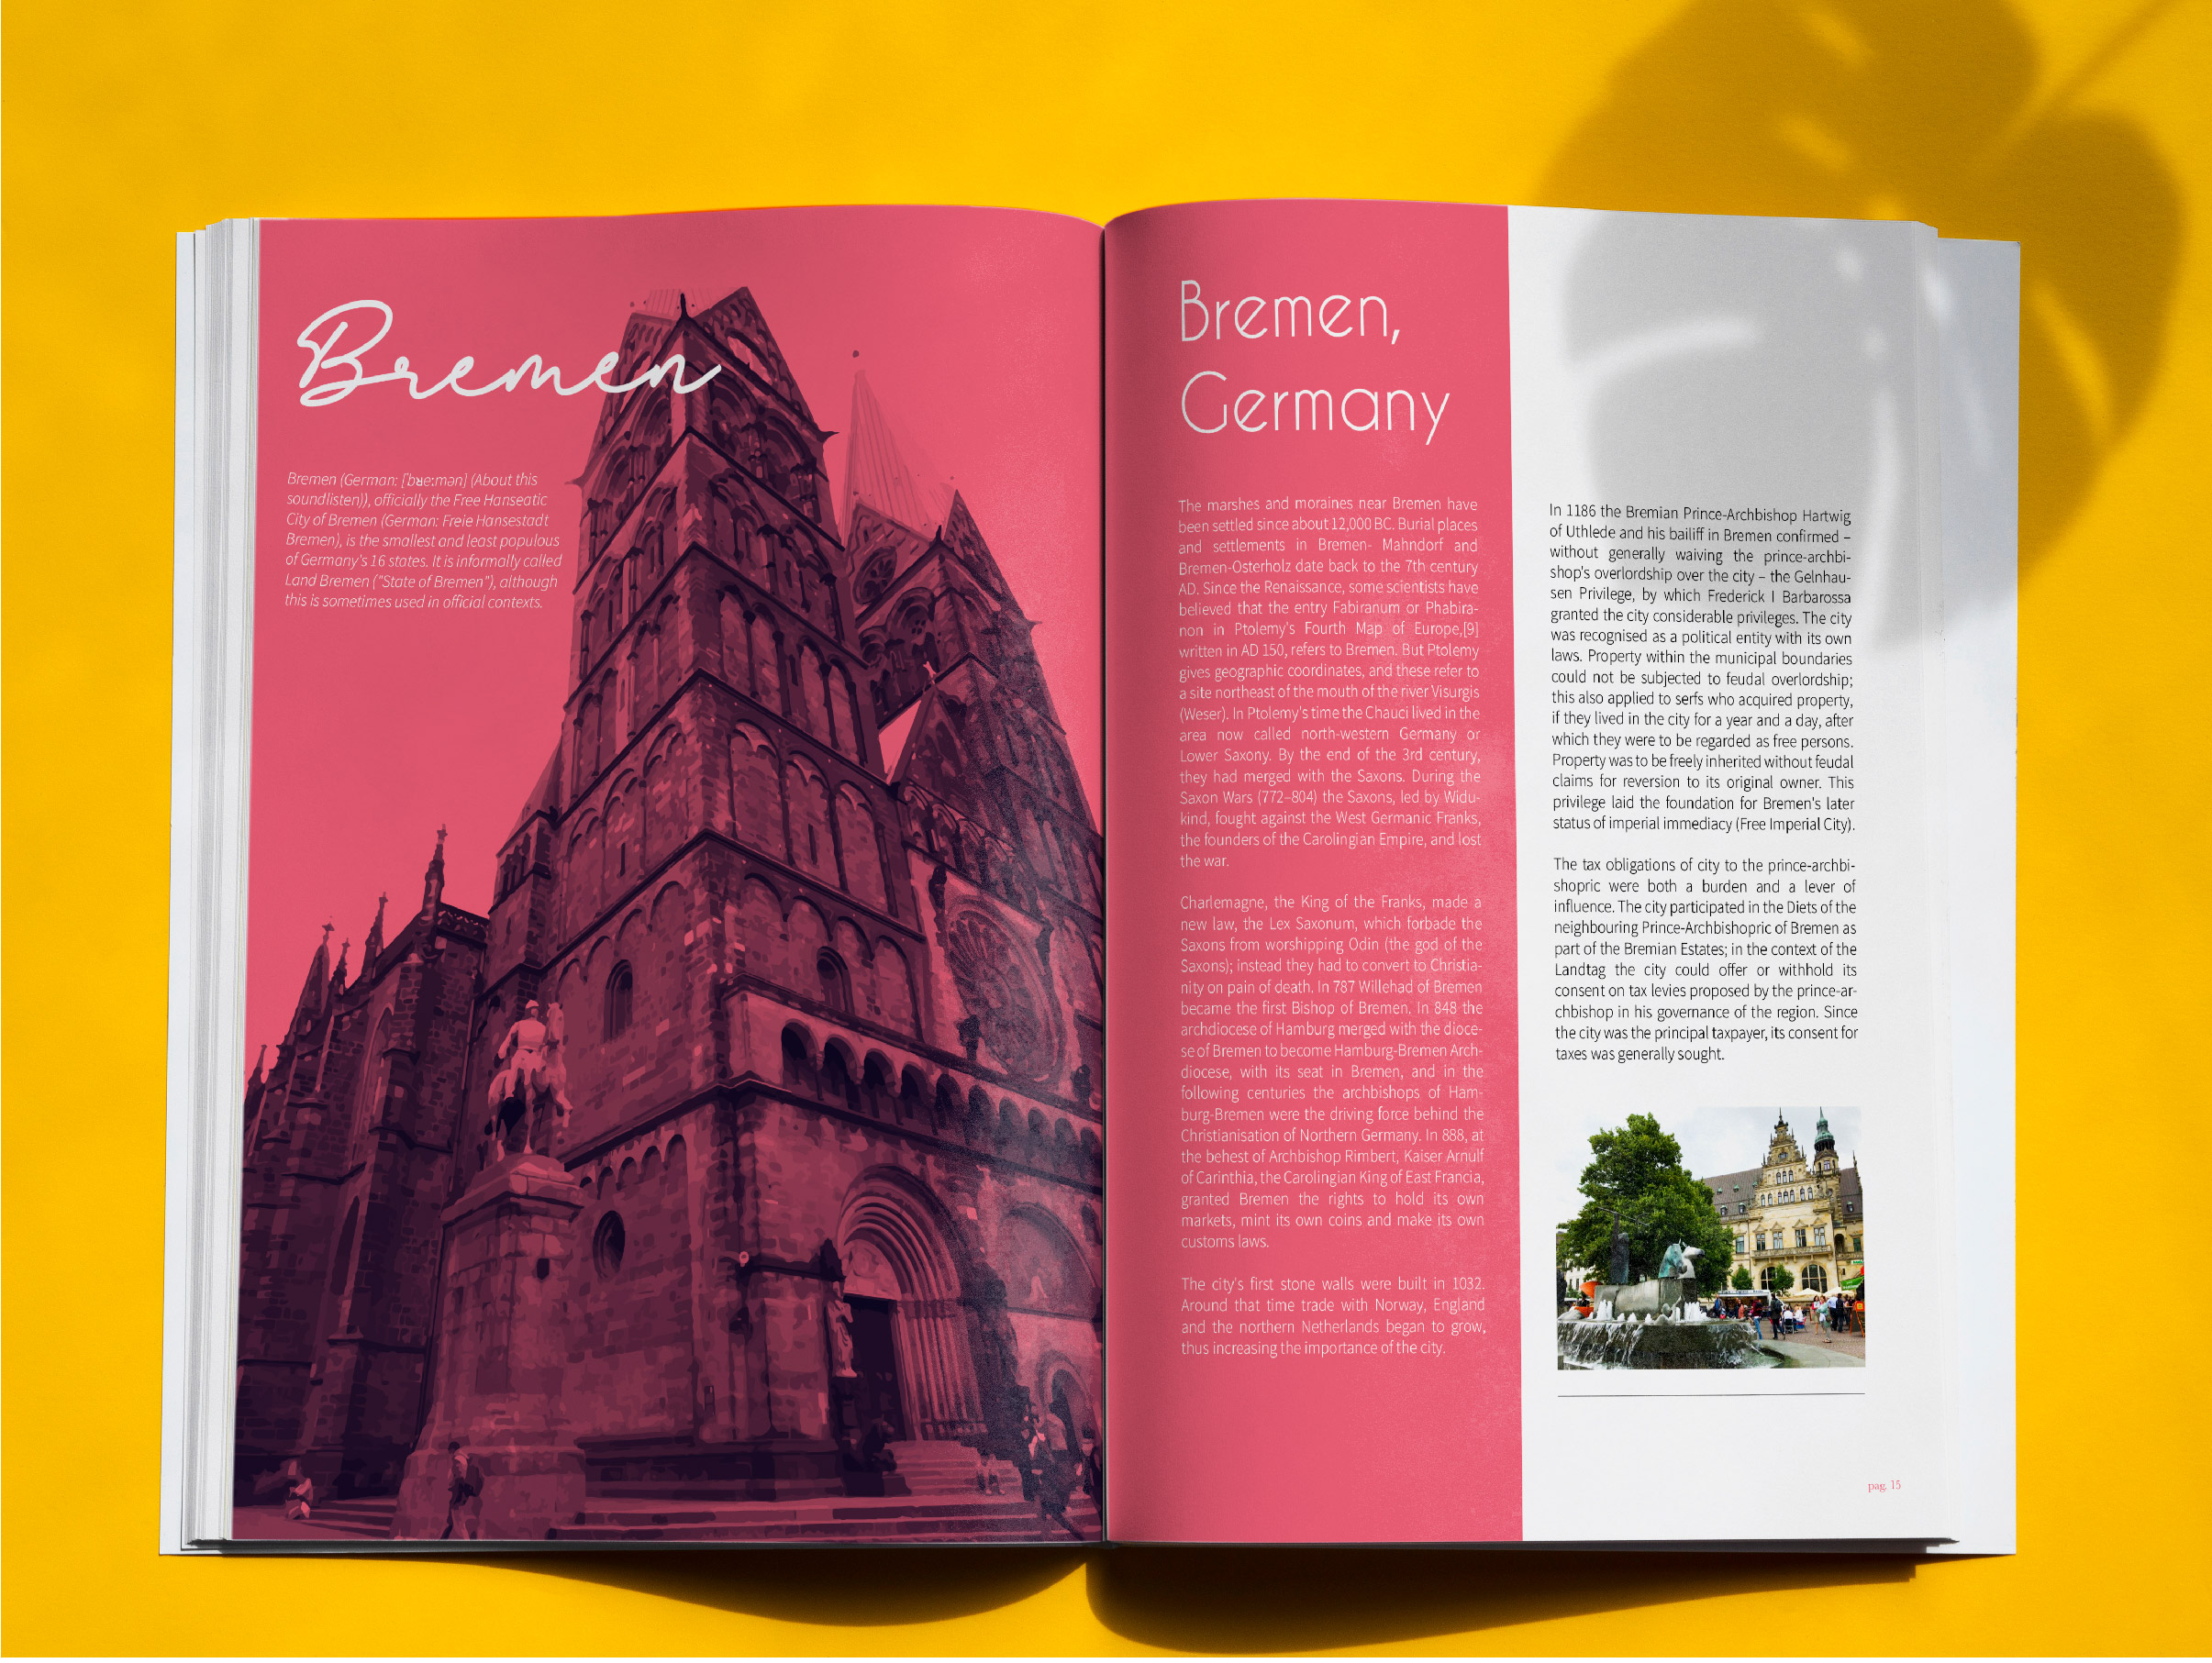 Bremen
Bremen (German: [ˈbʁeːmən] (About this
soundlisten)), officially the Free Hanseatic
City of Bremen (German: Freie Hansestadt
Bremen), is the smallest and least populous
of Germany's 16 states. It is informally called
Land Bremen ("State of Bremen"), although
this is sometimes used in official contexts.
Bremen,
Germany
The marshes and moraines near Bremen have
been settled since about 12,000 BC. Burial places
and settlements in Bremen- Mahndorf and
Bremen-Osterholz date back to the 7th century
AD. Since the Renaissance, some scientists have
believed that the entry Fabiranum or Phabira-
non in Ptolemy's Fourth Map of Europe,[9]
written in AD 150, refers to Bremen. But Ptolemy
gives geographic coordinates, and these refer to
a site northeast of the mouth of the river Visurgis
(Weser). In Ptolemy's time the Chauci lived in the
area now called north-western Germany or
Lower Saxony. By the end of the 3rd century,
they had merged with the Saxons. During the
Saxon Wars (772–804) the Saxons, led by Widu-
kind, fought against the West Germanic Franks,
the founders of the Carolingian Empire, and lost
the war.
Charlemagne, the King of the Franks, made a
new law, the Lex Saxonum, which forbade the
Saxons from worshipping Odin (the god of the
Saxons); instead they had to convert to Christia-
nity on pain of death. In 787 Willehad of Bremen
became the first Bishop of Bremen. In 848 the
archdiocese of Hamburg merged with the dioce-
se of Bremen to become Hamburg-Bremen Arch-
diocese, with its seat in Bremen, and in the
following centuries the archbishops of Ham-
burg-Bremen were the driving force behind the
Christianisation of Northern Germany. In 888, at
the behest of Archbishop Rimbert, Kaiser Arnulf
of Carinthia, the Carolingian King of East Francia,
granted Bremen the rights to hold its own
markets, mint its own coins and make its own
customs laws.
The city's first stone walls were built in 1032.
Around that time trade with Norway, England
and the northern Netherlands began to grow,
thus increasing the importance of the city.
In 1186 the Bremian Prince-Archbishop Hartwig
of Uthlede and his bailiff in Bremen confirmed –
without generally waiving the prince-archbi-
shop's overlordship over the city – the Gelnhau-
sen Privilege, by which Frederick I Barbarossa
granted the city considerable privileges. The city
was recognised as a political entity with its own
laws. Property within the municipal boundaries
could not be subjected to feudal overlordship;
this also applied to serfs who acquired property,
if they lived in the city for a year and a day, after
which they were to be regarded as free persons.
Property was to be freely inherited without feudal
claims for reversion to its original owner. This
privilege laid the foundation for Bremen's later
status of imperial immediacy (Free Imperial City).
The tax obligations of city to the prince-archbi-
shopric were both a burden and a lever of
influence. The city participated in the Diets of the
neighbouring Prince-Archbishopric of Bremen as
part of the Bremian Estates; in the context of the
Landtag the city could offer or withhold its
consent on tax levies proposed by the prince-ar-
chbishop in his governance of the region. Since
the city was the principal taxpayer, its consent for
taxes was generally sought.
pag. 15